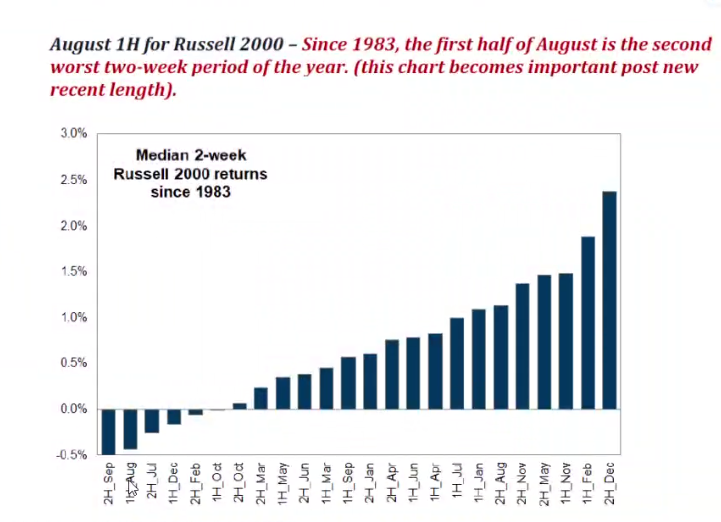 August 1H for Russell 2000 – Since 1983, the first half of August is the second
worst two-week period of the year. (this chart becomes important post new
recent length).
3.0%
Median 2-week
Russell 2000 returns
since 1983
2.5%
2.0%
1.5%
1.0%
0.5%
0.0%
-0.5%
2H_Sep
1H_Aug
2H_Jul
1H_Dec
2H_Feb
1H_Oct
2H_Oct
2H_Mar
1H_May
2H_Jun
1H_Mar
1H_Sep
2H_Jan
2H_Apr
1H_Jun
1H_Apr
1H_Jul
1H_Jan
2H_Aug
2H_Nov
2H_May
1H_Nov
1H_Feb
2H_Dec